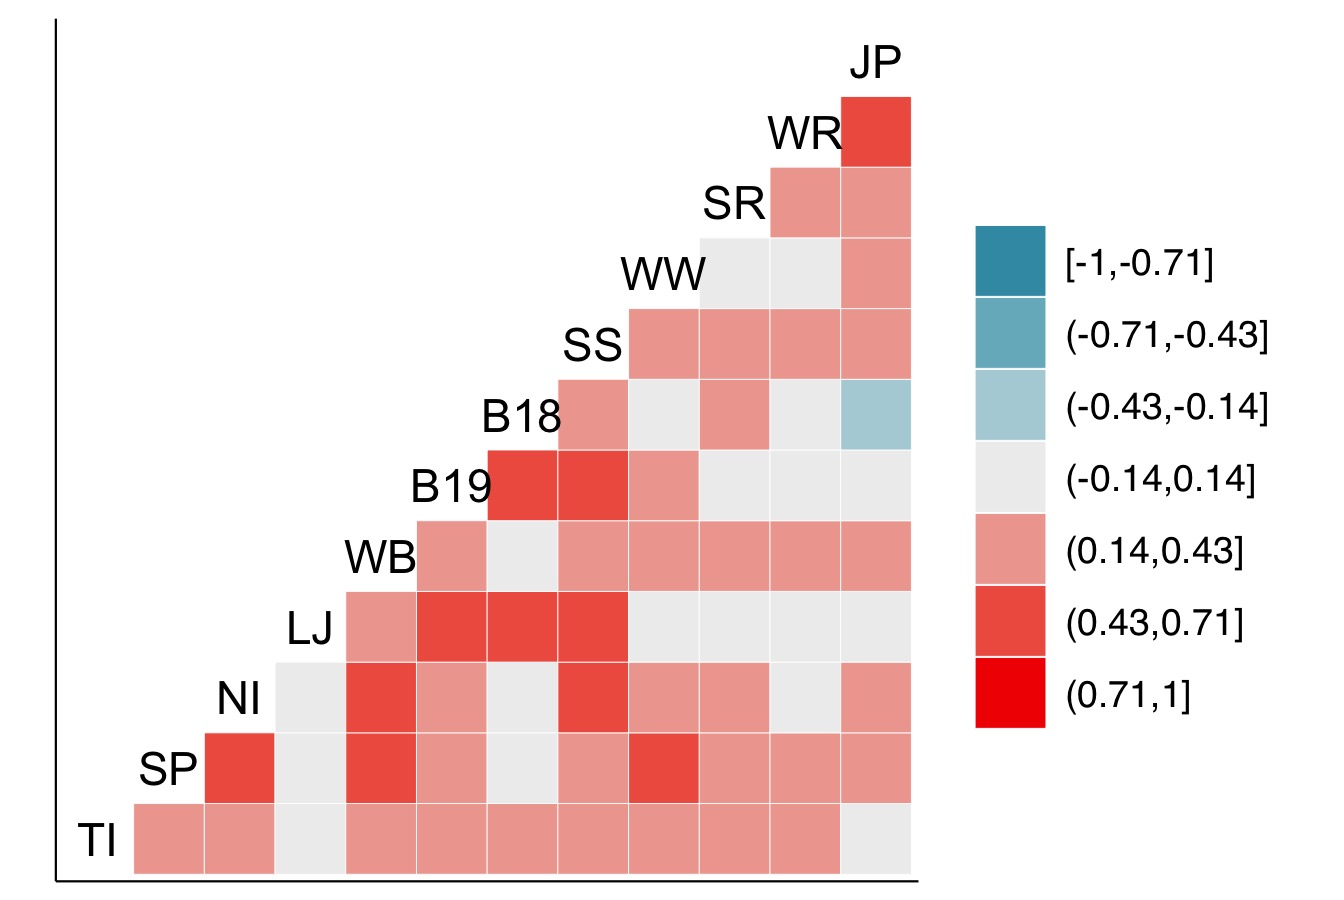 JP
WR
SR
WW
SS
B18
B19
WB
LJ
NI
SP
TI
[-1,-0.71]
(-0.71,-0.43]
(-0.43,-0.14]
(-0.14,0.14]
(0.14,0.43]
(0.43,0.71]
(0.71,1]